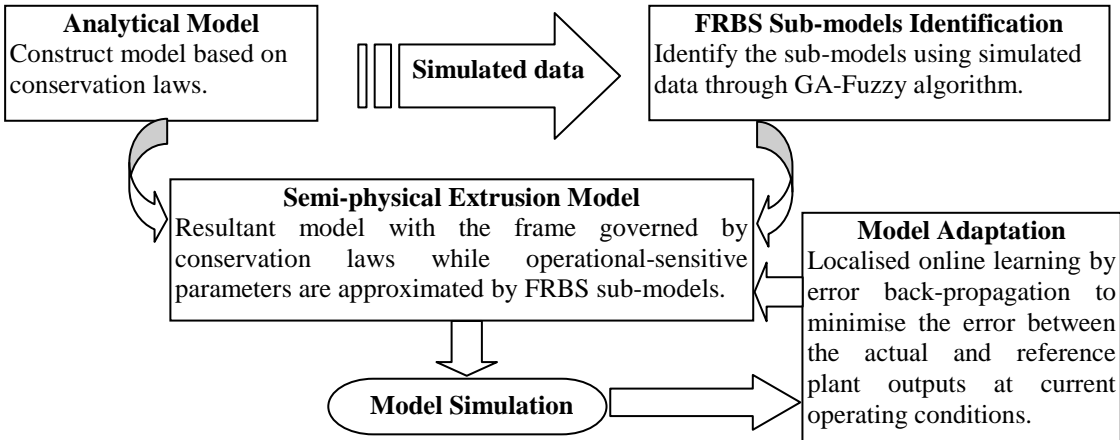 Analytical Model
Construct model based on
conservation laws.
Simulated data
FRBS Sub-models Identification
Identify the sub-models using simulated
data through GA-Fuzzy algorithm.
Semi-physical Extrusion Model
Resultant model with the frame governed by
conservation laws while operational-sensitive
parameters are approximated by FRBS sub-models.
Model Adaptation
Localised online learning by
error back-propagation to
minimise the error between
the actual and reference
plant outputs at current
operating conditions.
Model Simulation